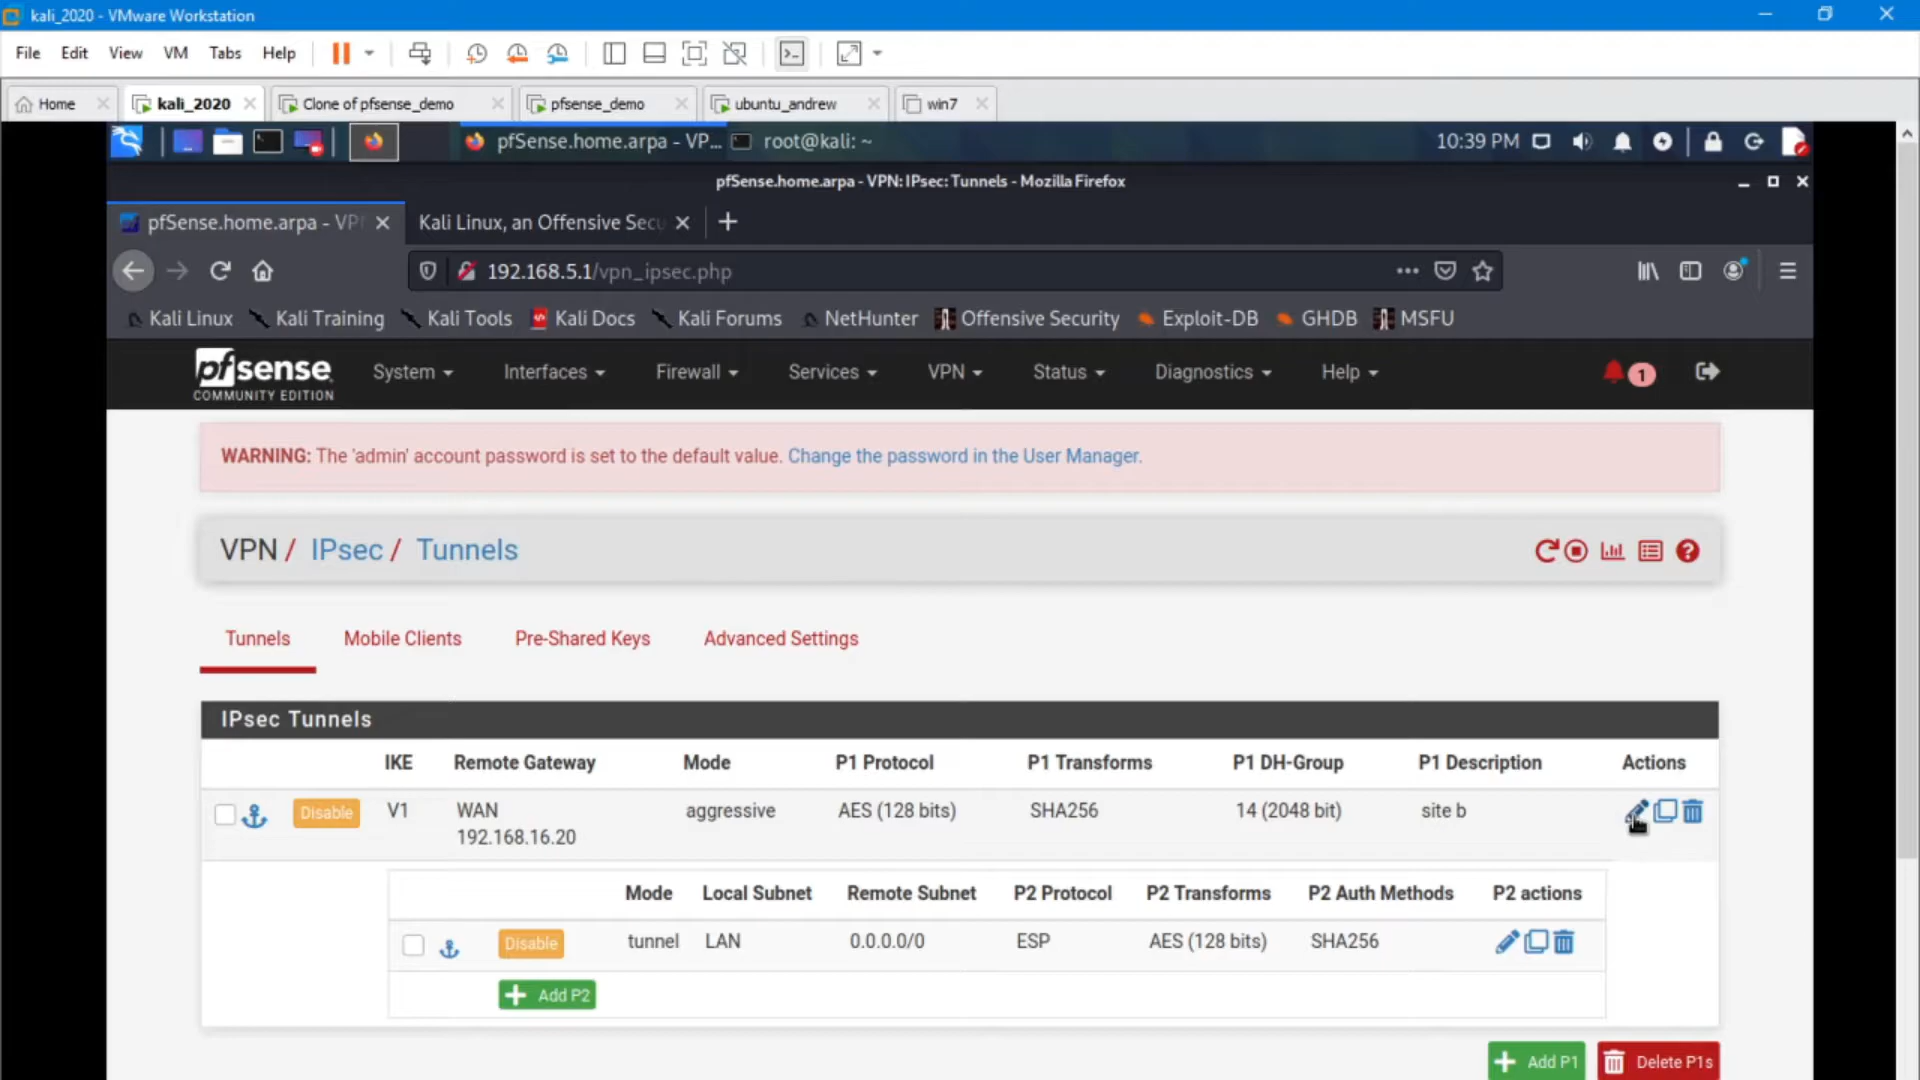 kali_2020 - VMware Workstation
File Edit View VM Tabs Help
Home kali_2020 Clone of pfsense_demo pfsense_demo ubuntu_andrew win7
pfSense.home.arpa - VP... root@kali: ~ 10:39 PM
pfSense.home.arpa - VPN: IPsec: Tunnels - Mozilla Firefox
pfSense.home.arpa - VP Kali Linux, an Offensive Secu
192.168.5.1/vpn_ipsec.php
Kali Linux Kali Training Kali Tools Kali Docs Kali Forums NetHunter Offensive Security Exploit-DB GHDB MSFU
pfsense System Interfaces Firewall Services VPN Status Diagnostics Help 1
COMMUNITY EDITION
WARNING: The 'admin' account password is set to the default value. Change the password in the User Manager.
VPN / IPsec / Tunnels
Tunnels Mobile Clients Pre-Shared Keys Advanced Settings
IPsec Tunnels
IKE Remote Gateway Mode P1 Protocol P1 Transforms P1 DH-Group P1 Description Actions
Disable V1 WAN aggressive AES (128 bits) SHA256 14 (2048 bit) site b
192.168.16.20
Mode Local Subnet Remote Subnet P2 Protocol P2 Transforms P2 Auth Methods P2 actions
Disable tunnel LAN 0.0.0.0/0 ESP AES (128 bits) SHA256
Add P2
Add P1 Delete P1s